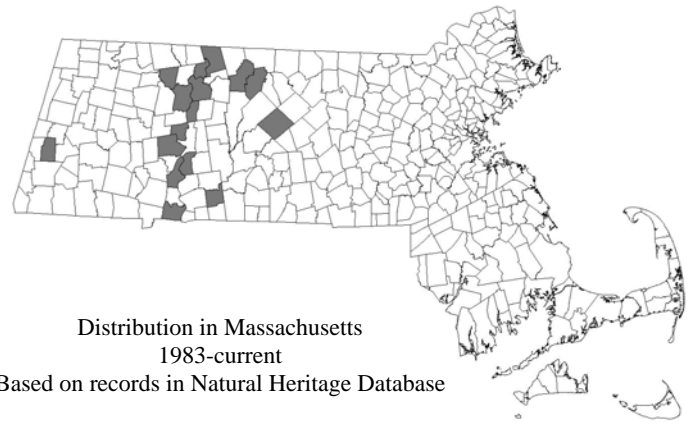 Distribution in Massachusetts
1983-current
Based on records in Natural Heritage Database